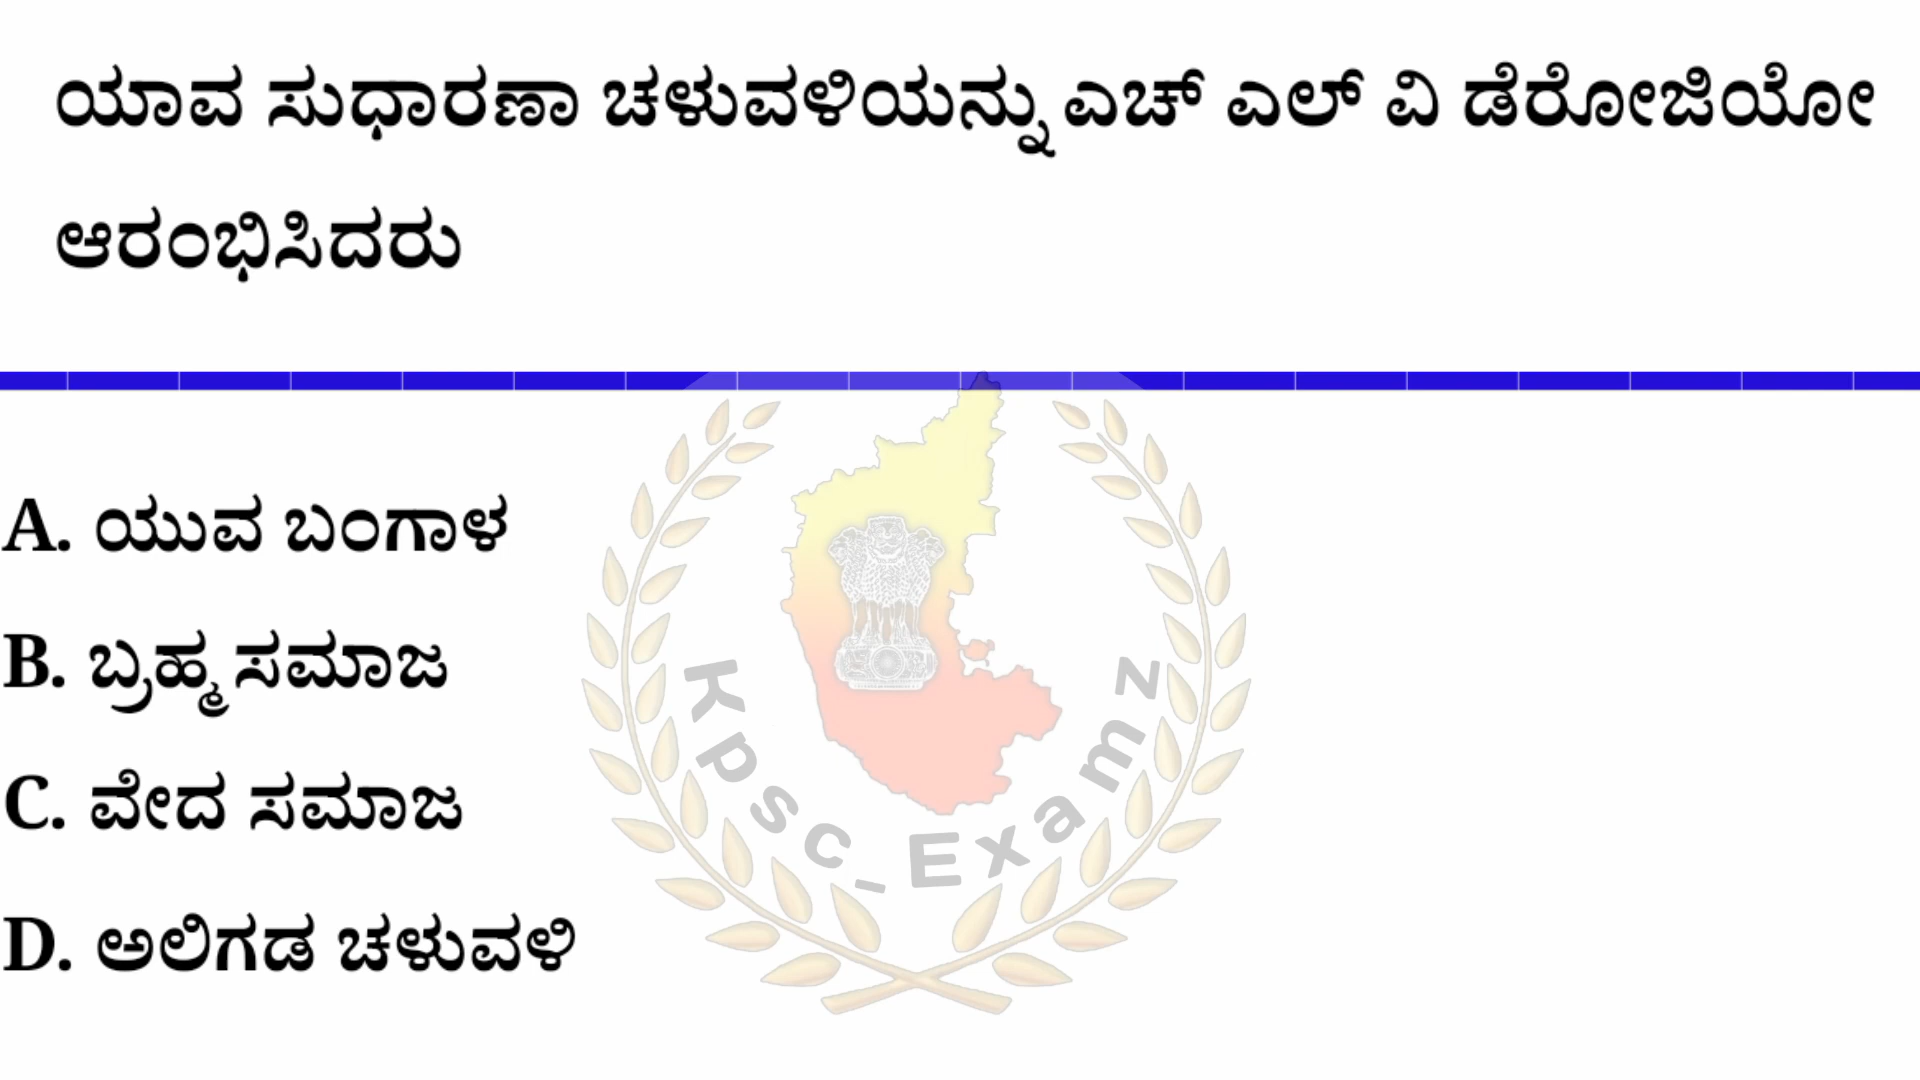 ಯಾವ ಸುಧಾರಣಾ ಚಳುವಳಿಯನ್ನು ಎಚ್ ಎಲ್ ವಿ ಡೆರೋಜಿಯೋ
ಆರಂಭಿಸಿದರು
A. ಯುವ ಬಂಗಾಳ
B. ಬ್ರಹ್ಮ ಸಮಾಜ
C. ವೇದ ಸಮಾಜ
D. ಅಲಿಗಡ ಚಳುವಳಿ
Kpsc_Examz